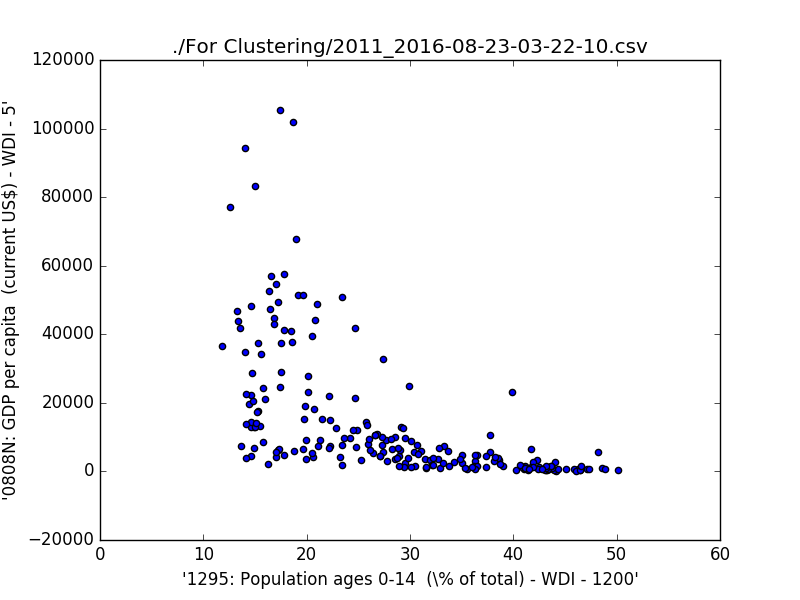 ./For Clustering/2011_2016-08-23-03-22-10.csv
120000
100000
80000
60000
40000
20000
0
−20000
0 10 20 30 40 50 60
'0808N: GDP per capita  (current US$) - WDI - 5'
'1295: Population ages 0-14  (\% of total) - WDI - 1200'